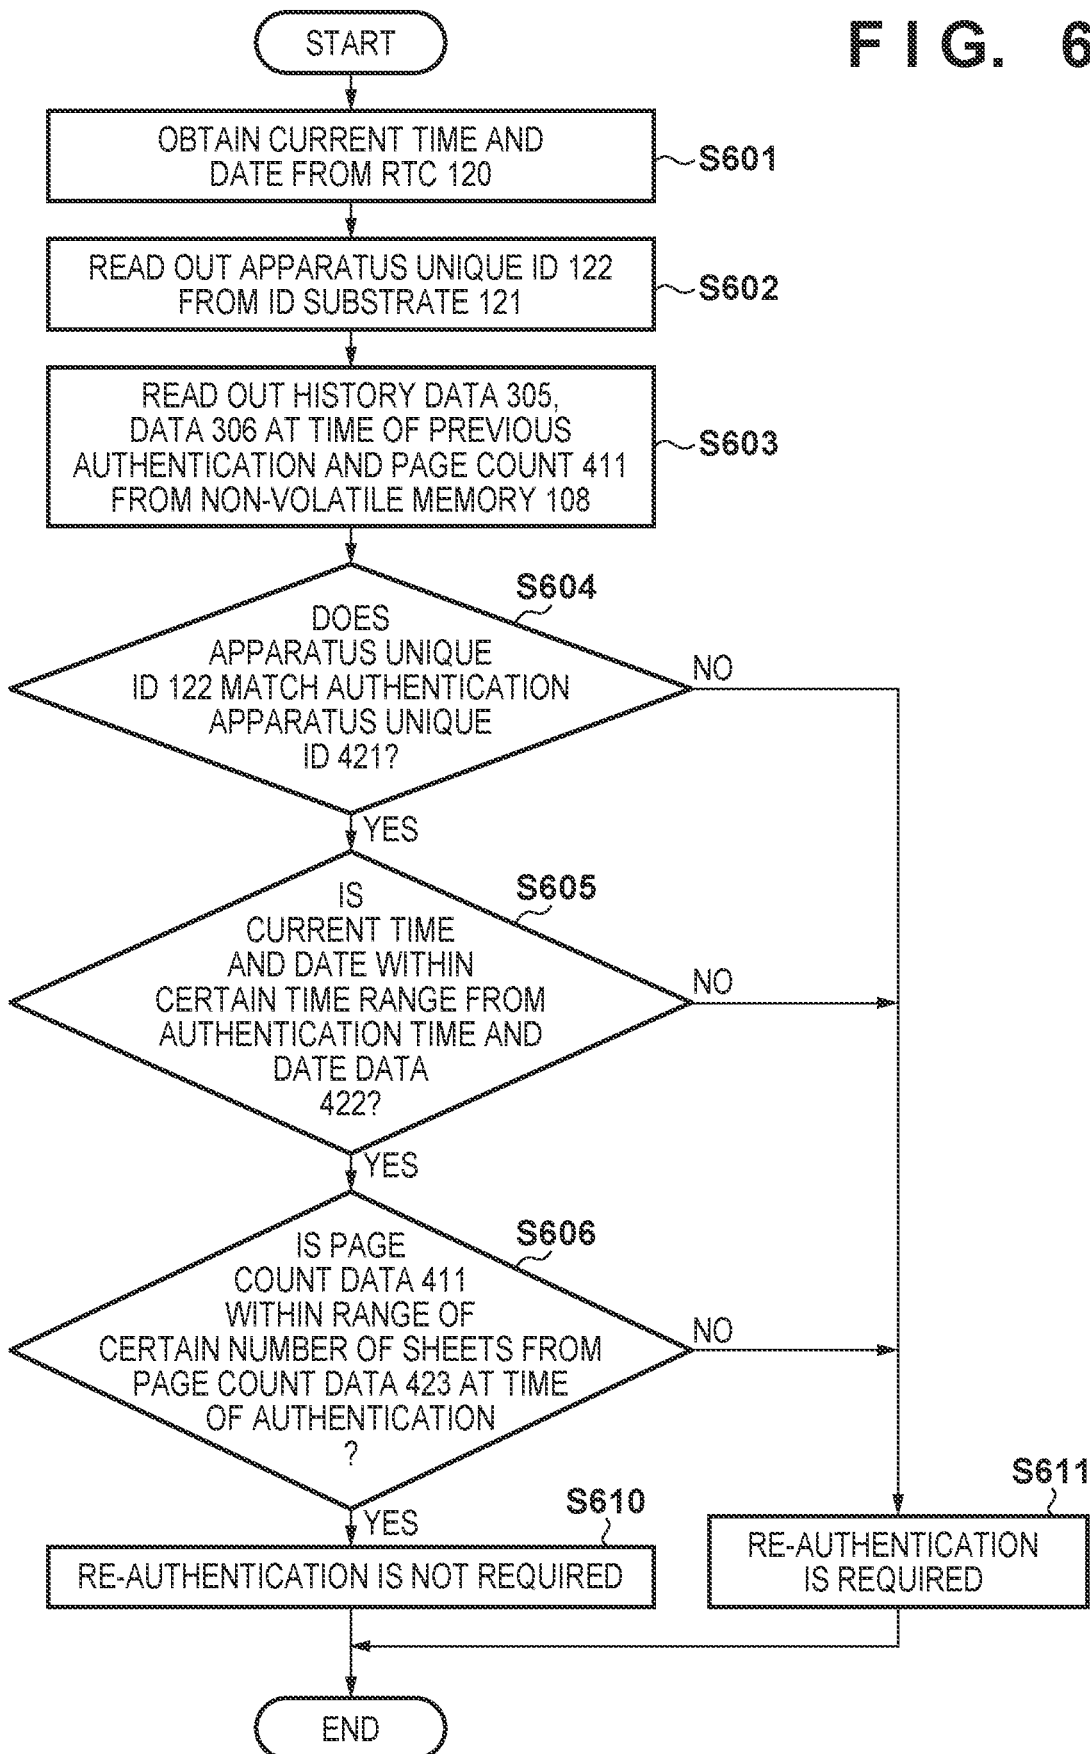 FIG. 6
START
OBTAIN CURRENT TIME AND
DATE FROM RTC 120
S601
READ OUT APPARATUS UNIQUE ID 122
FROM ID SUBSTRATE 121
S602
READ OUT HISTORY DATA 305,
DATA 306 AT TIME OF PREVIOUS
AUTHENTICATION AND PAGE COUNT 411
FROM NON-VOLATILE MEMORY 108
S603
S604
DOES
APPARATUS UNIQUE
ID 122 MATCH AUTHENTICATION
APPARATUS UNIQUE
ID 421?
NO
YES
S605
IS
CURRENT TIME
AND DATE WITHIN
CERTAIN TIME RANGE FROM
AUTHENTICATION TIME AND
DATE DATA
422?
NO
YES
S606
IS PAGE
COUNT DATA 411
WITHIN RANGE OF
CERTAIN NUMBER OF SHEETS FROM
PAGE COUNT DATA 423 AT TIME
OF AUTHENTICATION
?
NO
YES
S610
RE-AUTHENTICATION IS NOT REQUIRED
S611
RE-AUTHENTICATION
IS REQUIRED
END